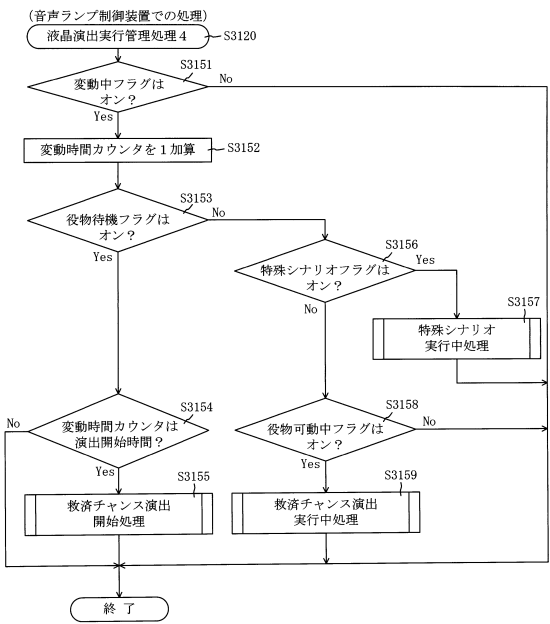 (音声ランプ制御装置での処理)
液晶演出実行管理処理4
S3120
S3151
変動中フラグは
オン?
No
Yes
変動時間カウンタを1加算
S3152
S3153
役物待機フラグは
オン?
No
Yes
S3156
特殊シナリオフラグは
オン?
Yes
No
S3157
特殊シナリオ
実行中処理
S3154
変動時間カウンタは
演出開始時間?
No
Yes
S3158
役物可動中フラグは
オン?
No
Yes
S3155
救済チャンス演出
開始処理
S3159
救済チャンス演出
実行中処理
終了